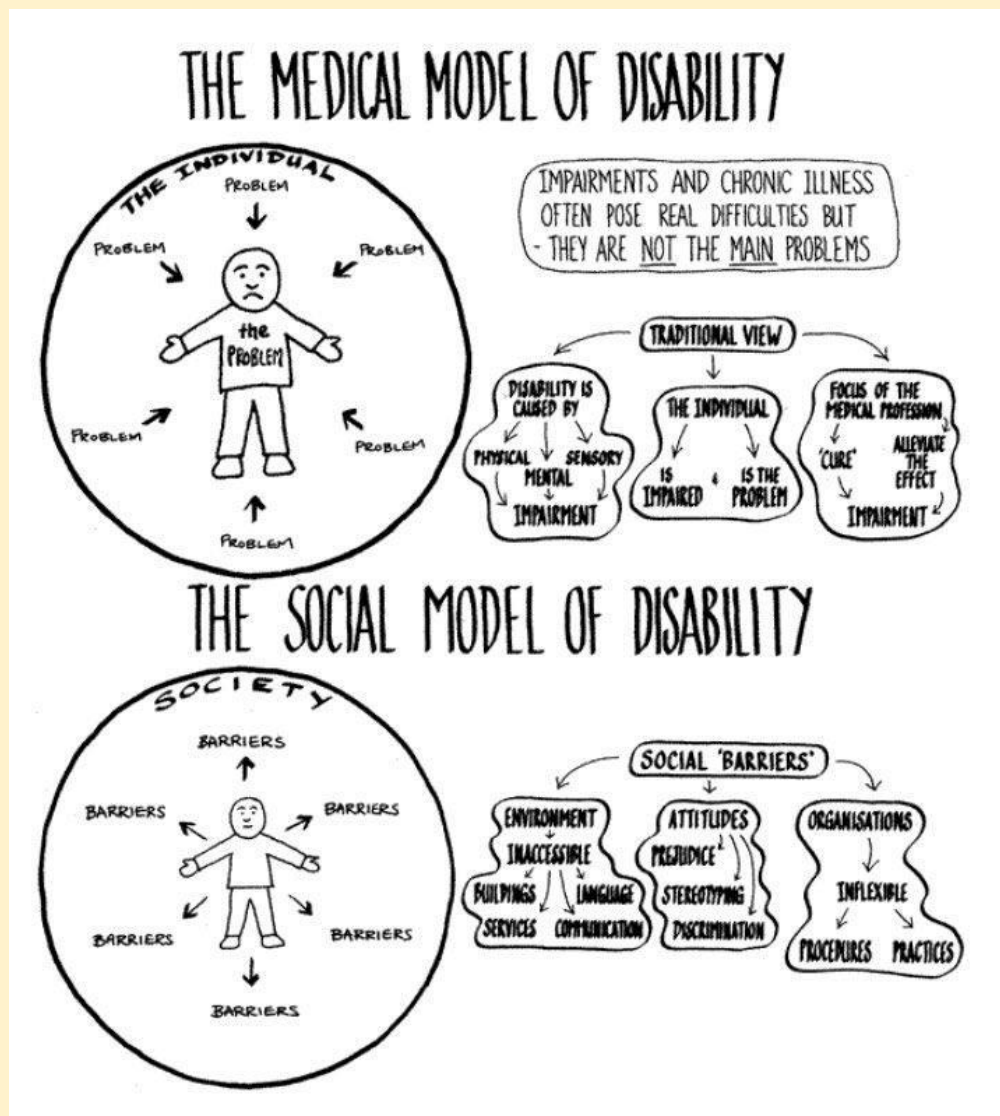 THE MEDICAL MODEL OF DISABILITY
THE INDIVIDUAL
PROBLEM
PROBLEM
PROBLEM
the
PROBLEM
PROBLEM
PROBLEM
PROBLEM
IMPAIRMENTS AND CHRONIC ILLNESS
OFTEN POSE REAL DIFFICULTIES BUT
- THEY ARE NOT THE MAIN PROBLEMS
TRADITIONAL VIEW
DISABILITY IS
CAUSED BY
PHYSICAL SENSORY
MENTAL
IMPAIRMENT
THE INDIVIDUAL
IS & IS THE
IMPAIRED PROBLEM
FOCUS OF THE
MEDICAL PROFESSION
'CURE'
ALLEVIATE
THE
EFFECT
IMPAIRMENT
THE SOCIAL MODEL OF DISABILITY
SOCIETY
BARRIERS
BARRIERS
BARRIERS
BARRIERS
BARRIERS
BARRIERS
SOCIAL 'BARRIERS'
ENVIRONMENT
INACCESSIBLE
BUILDINGS LANGUAGE
SERVICES COMMUNICATION
ATTITUDES
PREJUDICE
STEREOTYPING
DISCRIMINATION
ORGANISATIONS
INFLEXIBLE
PROCEDURES PRACTICES